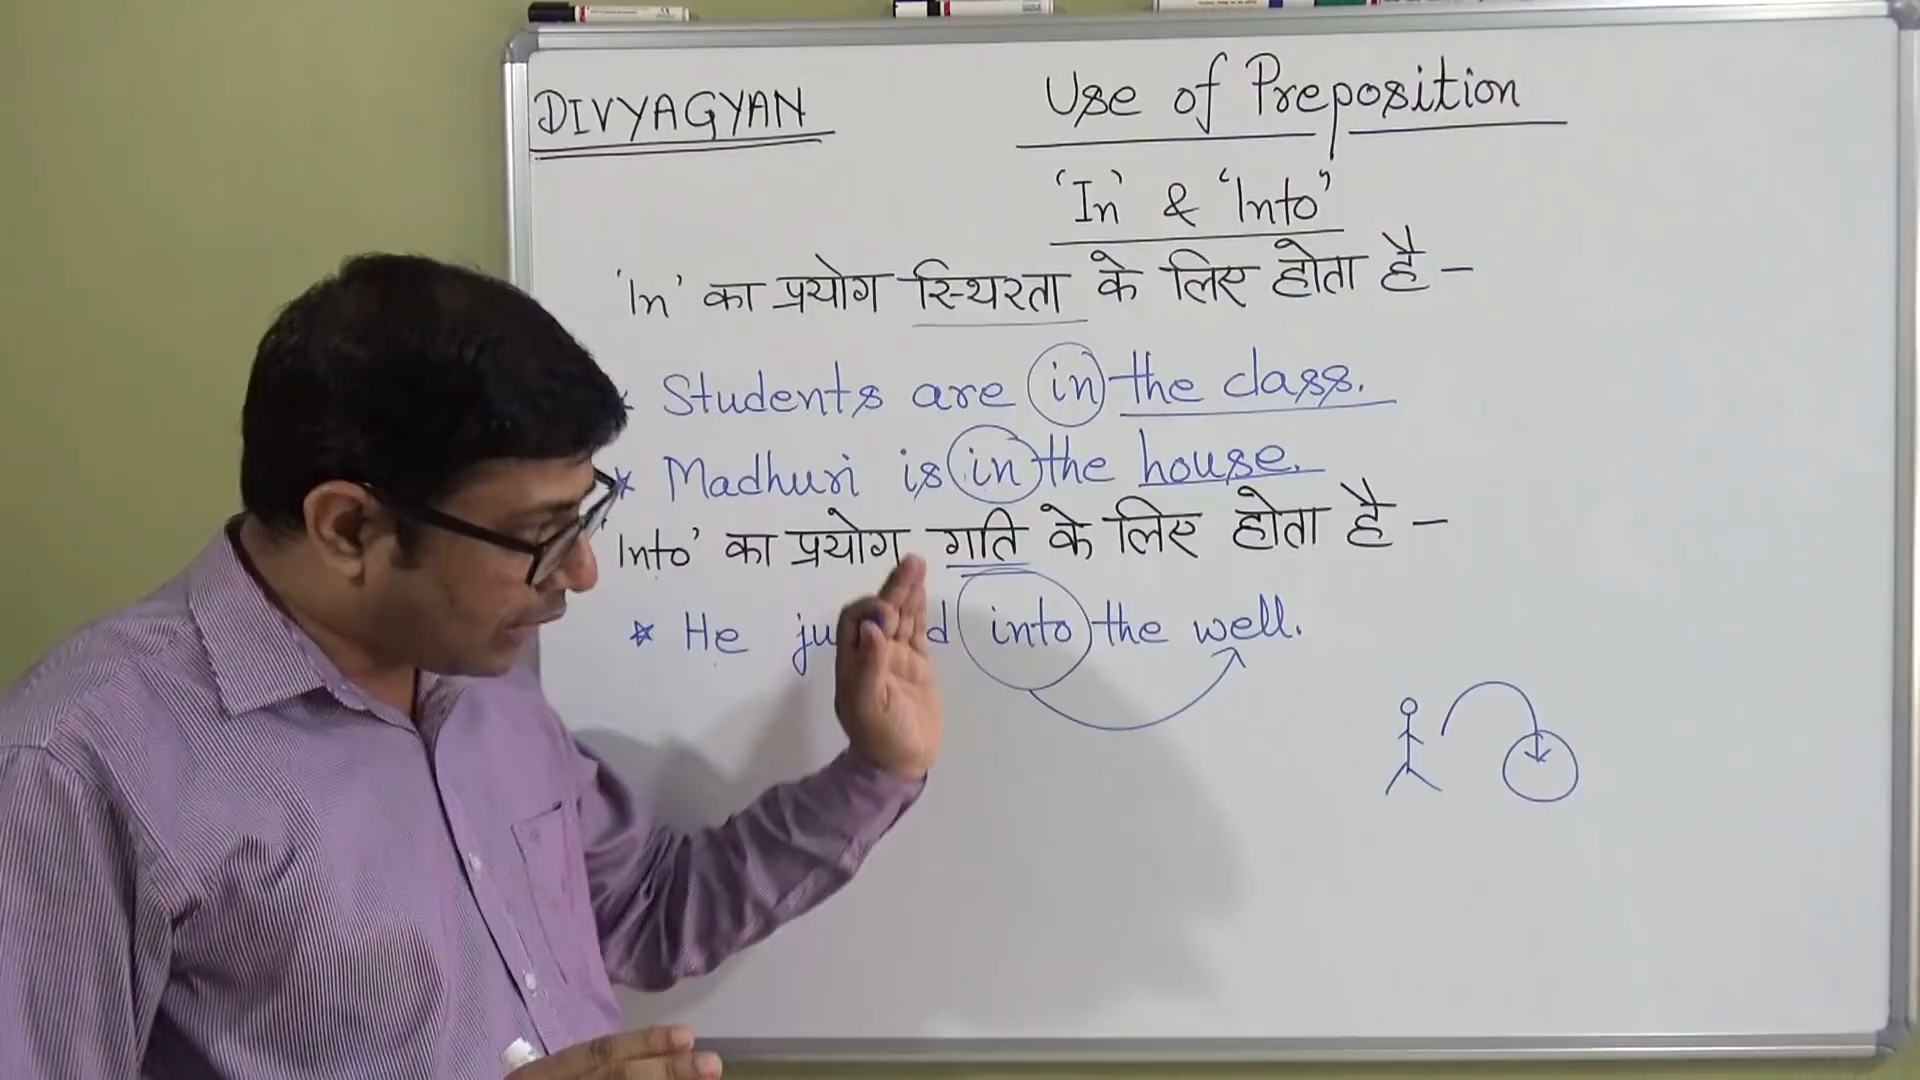 DIVYAGYAN
Use of Preposition
'In' & 'Into'
'In' का प्रयोग स्थिरता के लिए होता है -
* Students are in the class.
* Madhuri is in the house.
'Into' का प्रयोग गति के लिए होता है -
* He into the well.